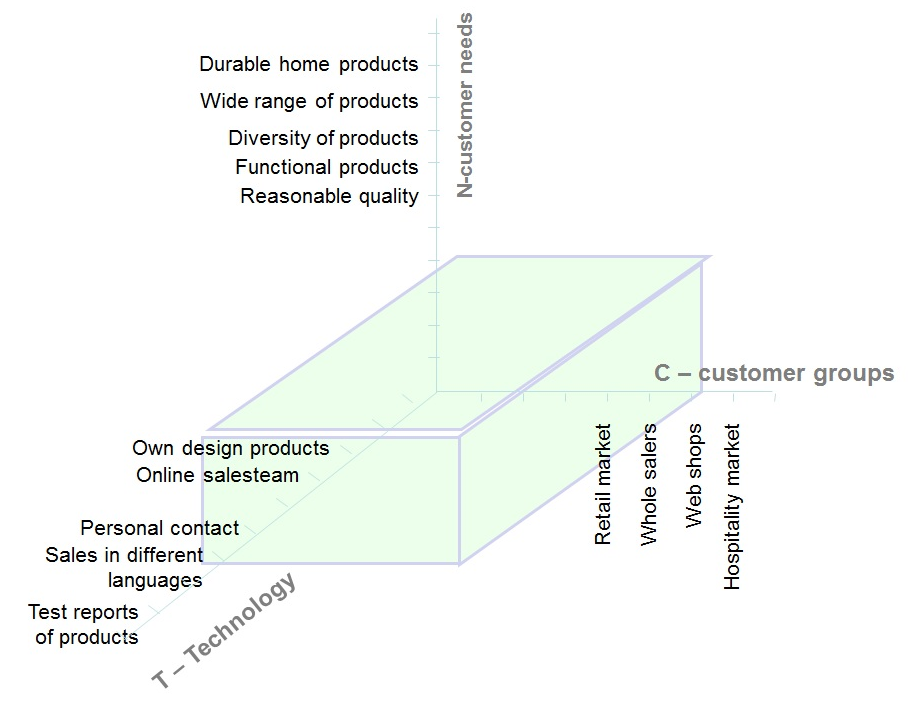 N-customer needs
Durable home products
Wide range of products
Diversity of products
Functional products
Reasonable quality
C – customer groups
Retail market
Whole salers
Web shops
Hospitality market
Own design products
Online salesteam
Personal contact
Sales in different
languages
Test reports
of products
T – Technology